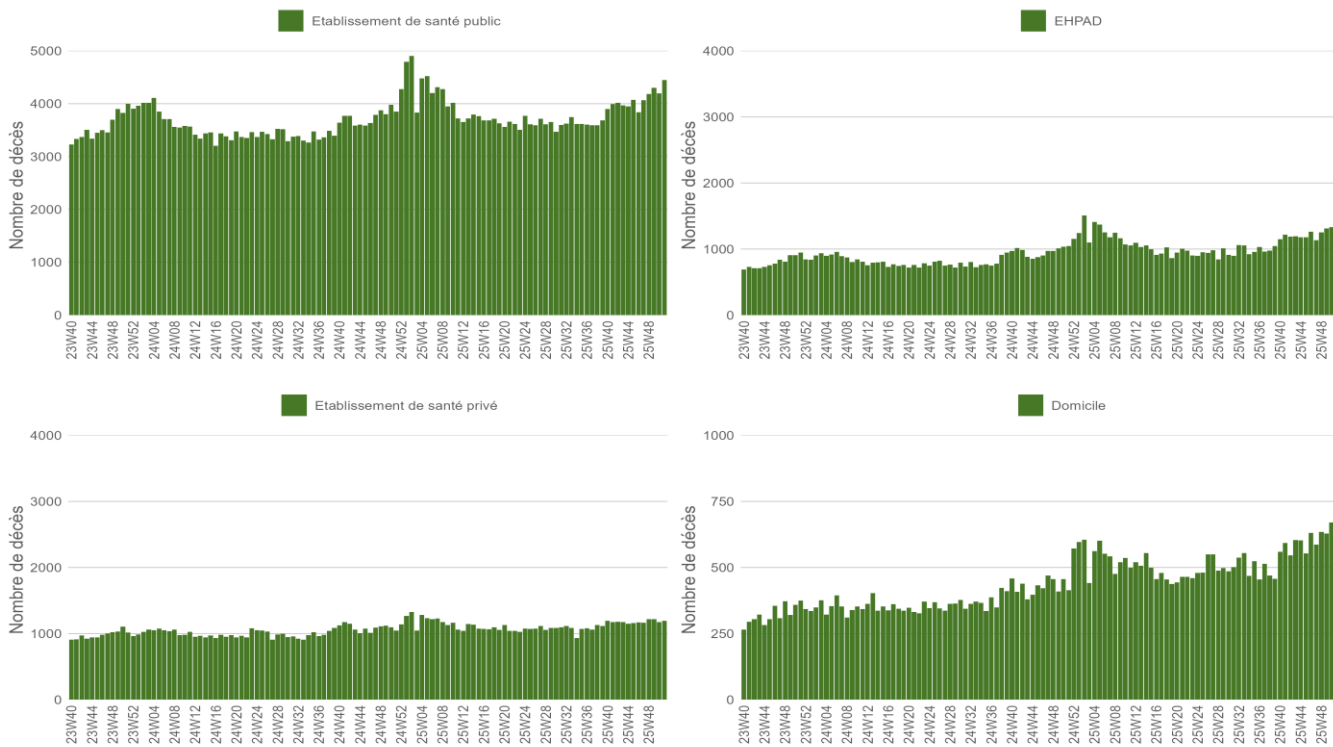 Etablissement de santé public
Nombre de décès
5000
4000
3000
2000
1000
0
23W40 23W44 23W48 23W52 24W04 24W08 24W12 24W16 24W20 24W24 24W28 24W32 24W36 24W40 24W44 24W48 24W52 25W04 25W08 25W12 25W16 25W20 25W24 25W28 25W32 25W36 25W40 25W44 25W48
EHPAD
Nombre de décès
4000
3000
2000
1000
0
23W40 23W44 23W48 23W52 24W04 24W08 24W12 24W16 24W20 24W24 24W28 24W32 24W36 24W40 24W44 24W48 24W52 25W04 25W08 25W12 25W16 25W20 25W24 25W28 25W32 25W36 25W40 25W44 25W48
Etablissement de santé privé
Nombre de décès
4000
3000
2000
1000
0
23W40 23W44 23W48 23W52 24W04 24W08 24W12 24W16 24W20 24W24 24W28 24W32 24W36 24W40 24W44 24W48 24W52 25W04 25W08 25W12 25W16 25W20 25W24 25W28 25W32 25W36 25W40 25W44 25W48
Domicile
Nombre de décès
1000
750
500
250
0
23W40 23W44 23W48 23W52 24W04 24W08 24W12 24W16 24W20 24W24 24W28 24W32 24W36 24W40 24W44 24W48 24W52 25W04 25W08 25W12 25W16 25W20 25W24 25W28 25W32 25W36 25W40 25W44 25W48